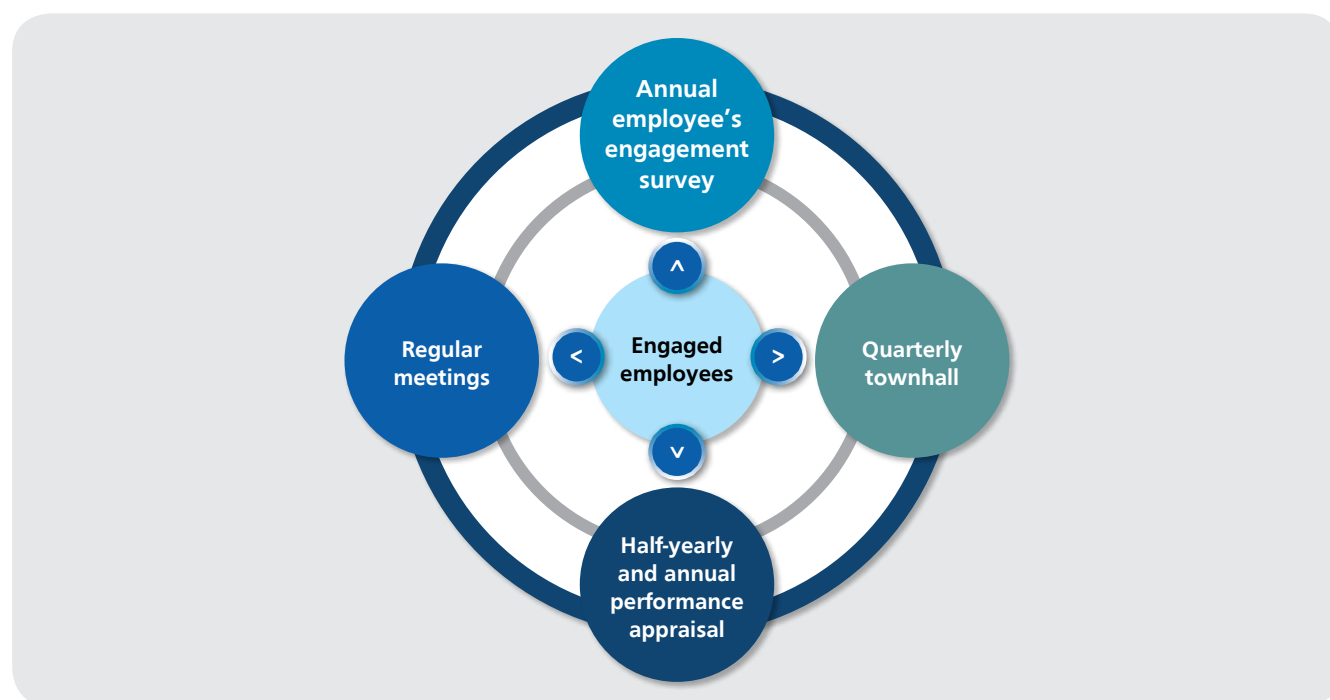 Annual
employee’s
engagement
survey
Regular
meetings
<
^
Engaged
employees
>
Quarterly
townhall
v
Half-yearly
and annual
performance
appraisal